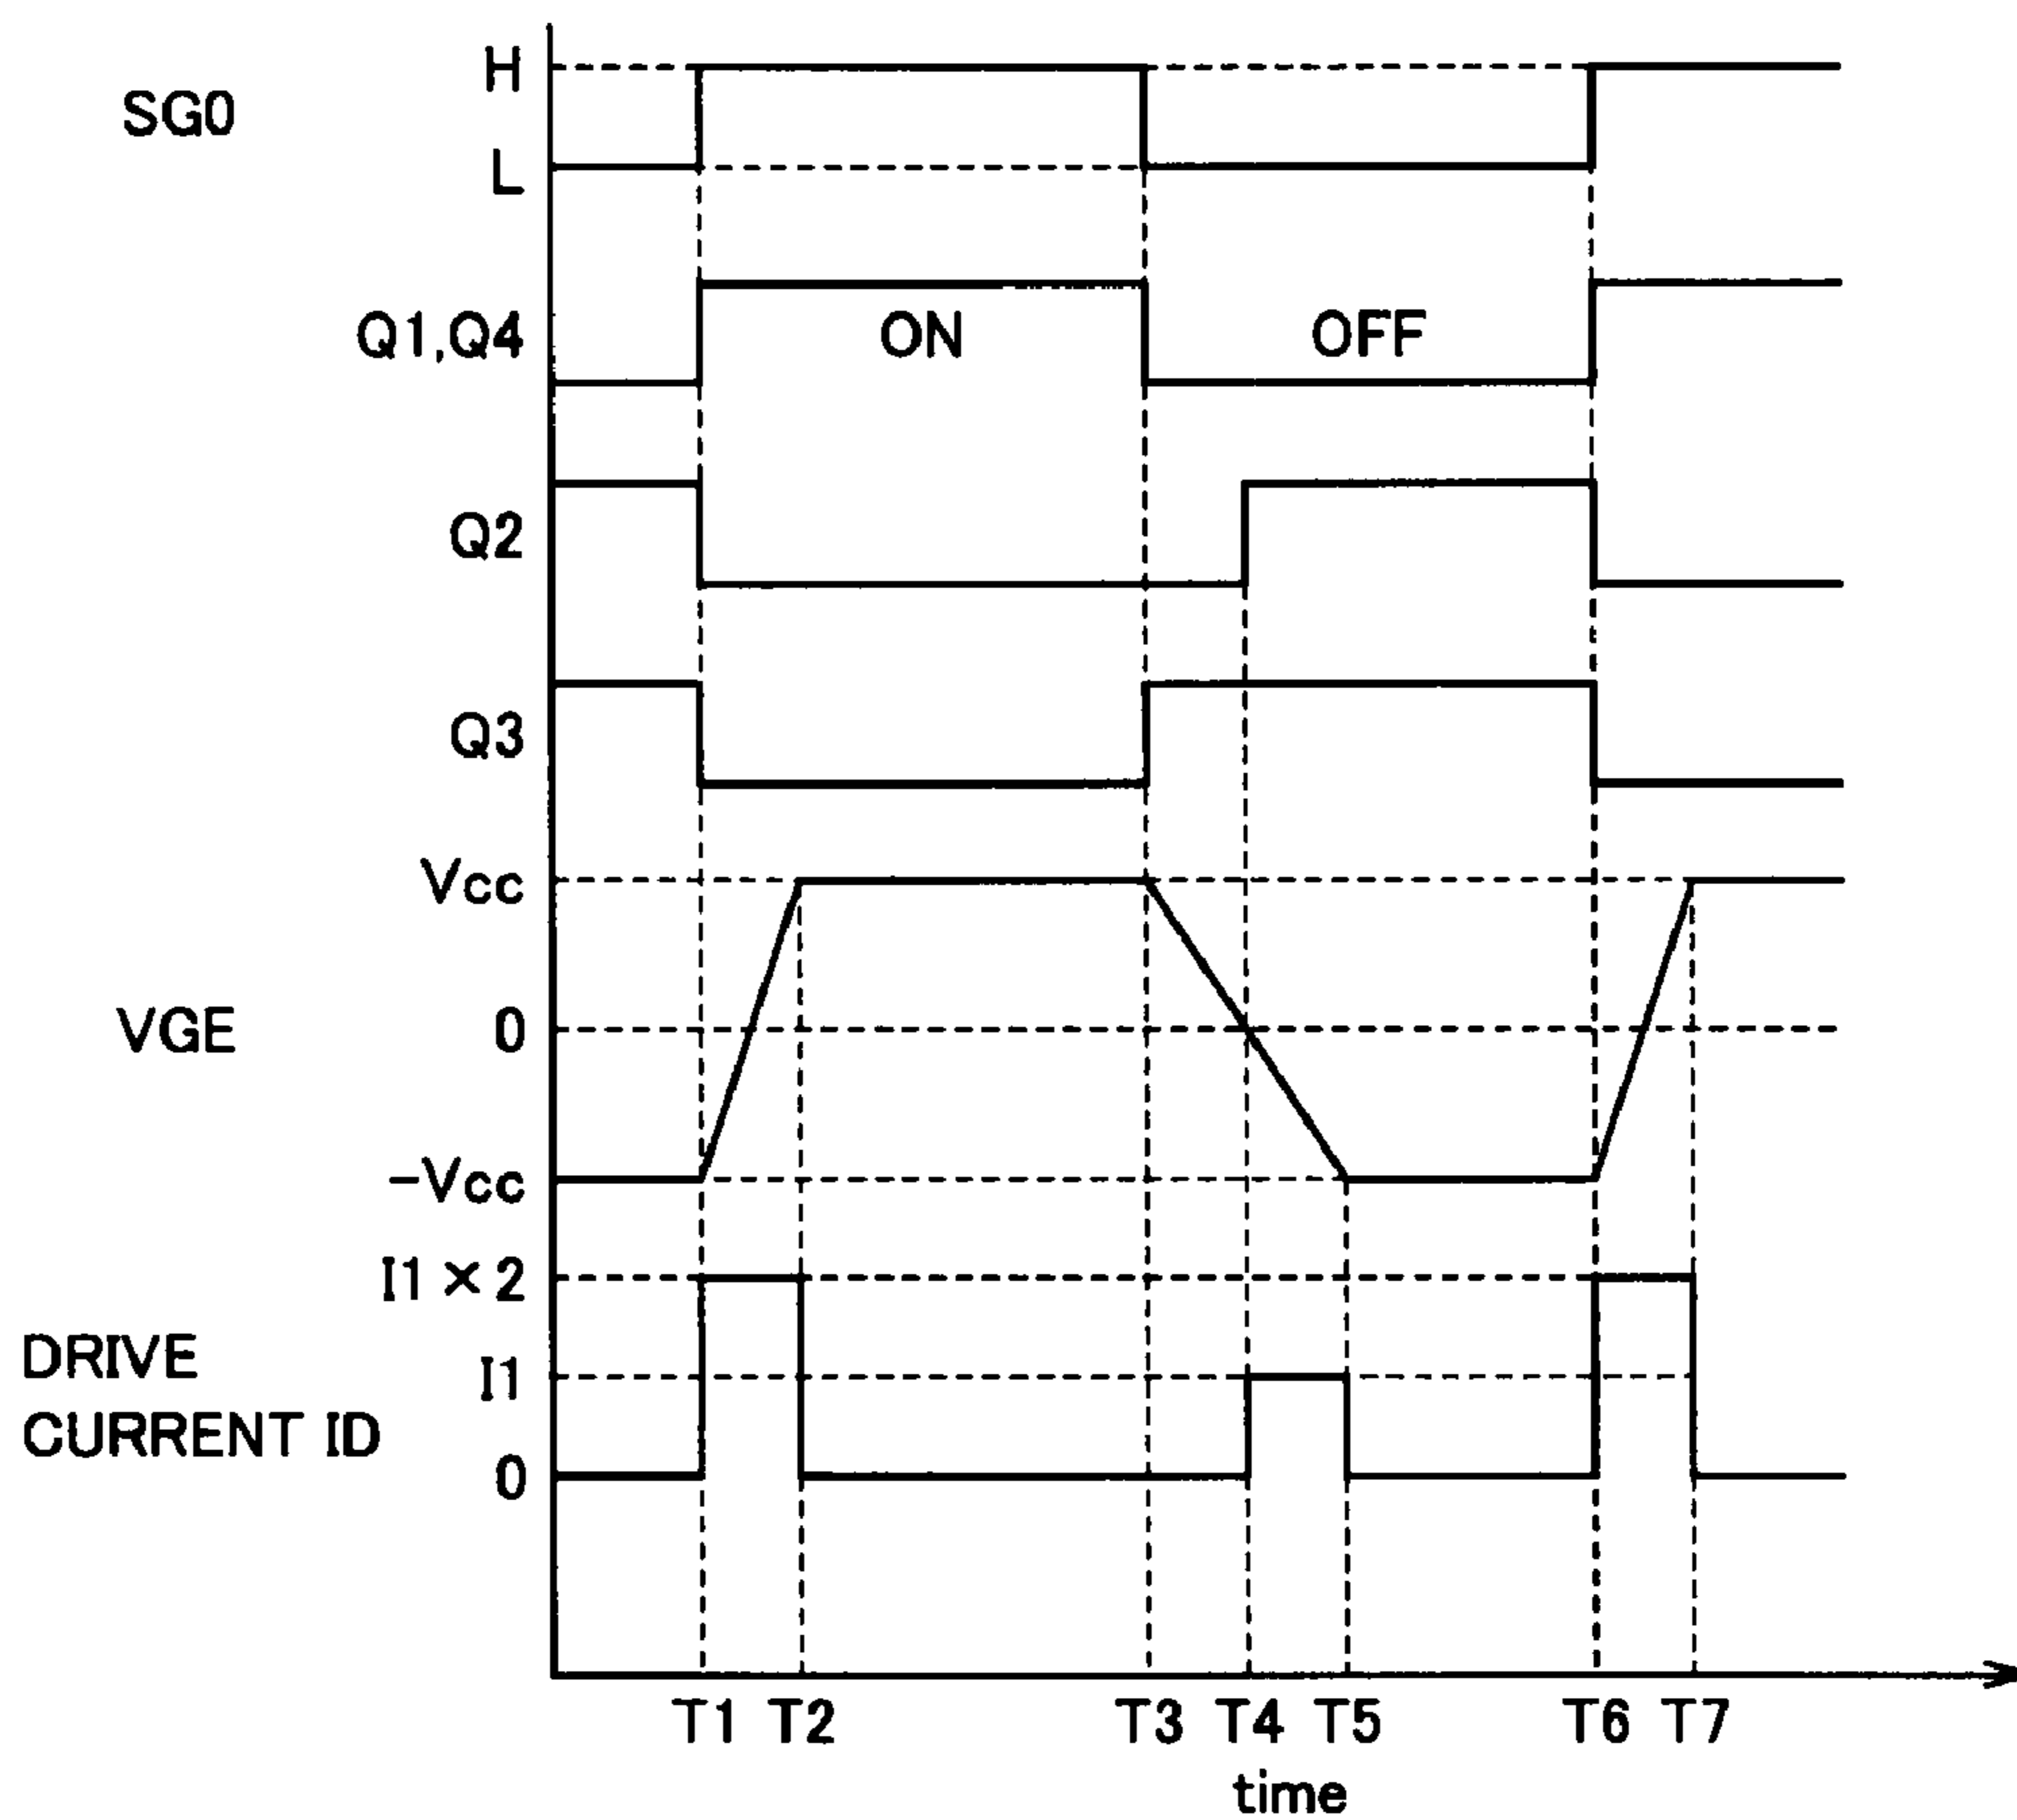 H
SG0
L
Q1,Q4
ON
OFF
Q2
Q3
Vcc
VGE
0
-Vcc
I1×2
DRIVE
CURRENT ID
I1
0
T1 T2 T3 T4 T5 T6 T7
time